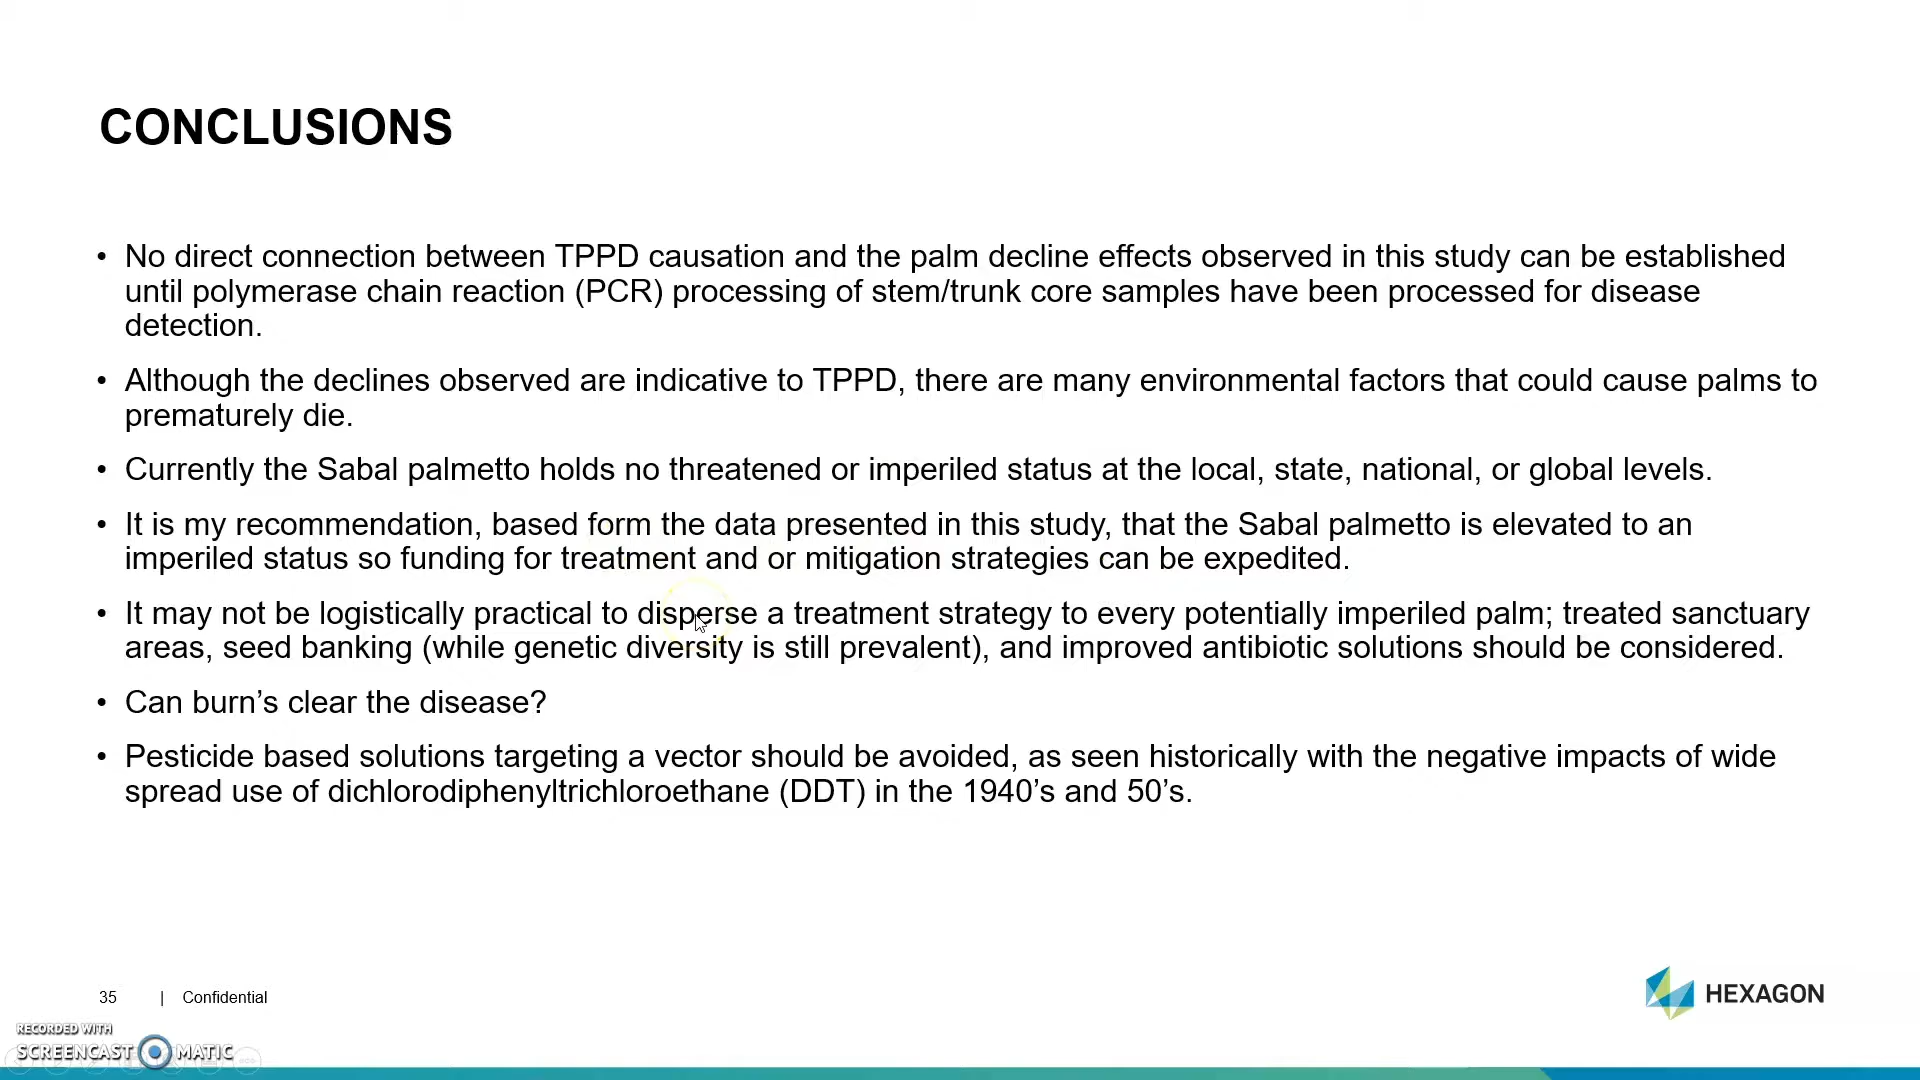 CONCLUSIONS
• No direct connection between TPPD causation and the palm decline effects observed in this study can be established
until polymerase chain reaction (PCR) processing of stem/trunk core samples have been processed for disease
detection.
• Although the declines observed are indicative to TPPD, there are many environmental factors that could cause palms to
prematurely die.
• Currently the Sabal palmetto holds no threatened or imperiled status at the local, state, national, or global levels.
• It is my recommendation, based form the data presented in this study, that the Sabal palmetto is elevated to an
imperiled status so funding for treatment and or mitigation strategies can be expedited.
• It may not be logistically practical to disperse a treatment strategy to every potentially imperiled palm; treated sanctuary
areas, seed banking (while genetic diversity is still prevalent), and improved antibiotic solutions should be considered.
• Can burn’s clear the disease?
• Pesticide based solutions targeting a vector should be avoided, as seen historically with the negative impacts of wide
spread use of dichlorodiphenyltrichloroethane (DDT) in the 1940’s and 50’s.
35 | Confidential
HEXAGON
RECORDED WITH
SCREENCAST MATIC